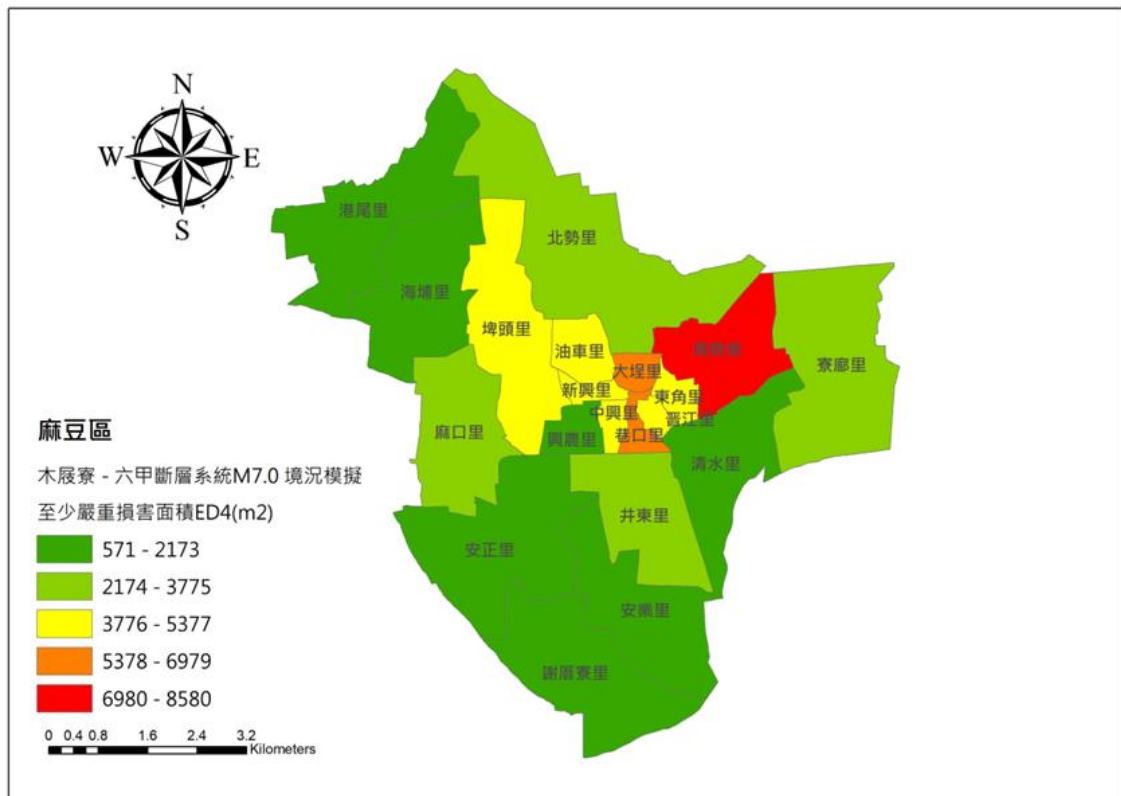 N
W
E
S
港尾里
北勢里
海埔里
埤頭里
油車里
大埕里
寮廊里
新興里
東角里
中興里
晋江里
麻口里
興農里
巷口里
清水里
井東里
安正里
安業里
謝厝寮里
麻豆區
木屐寮 - 六甲斷層系統M7.0 境況模擬
至少嚴重損害面積ED4(m2)
571 - 2173
2174 - 3775
3776 - 5377
5378 - 6979
6980 - 8580
0 0.4 0.8 1.6 2.4 3.2
Kilometers